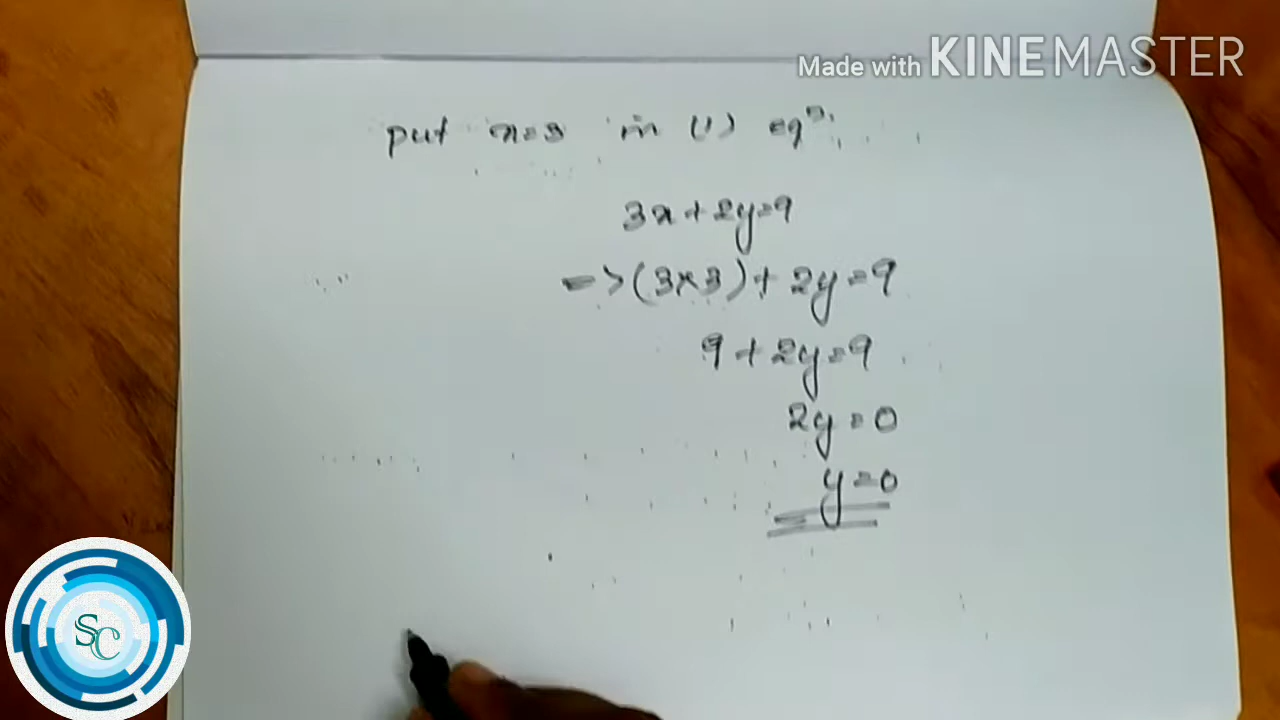 Made with KINEMASTER
put x=3 in (1) eqⁿ.
3x+2y=9
=>(3×3)+2y=9
9+2y=9
2y=0
y=0
SC